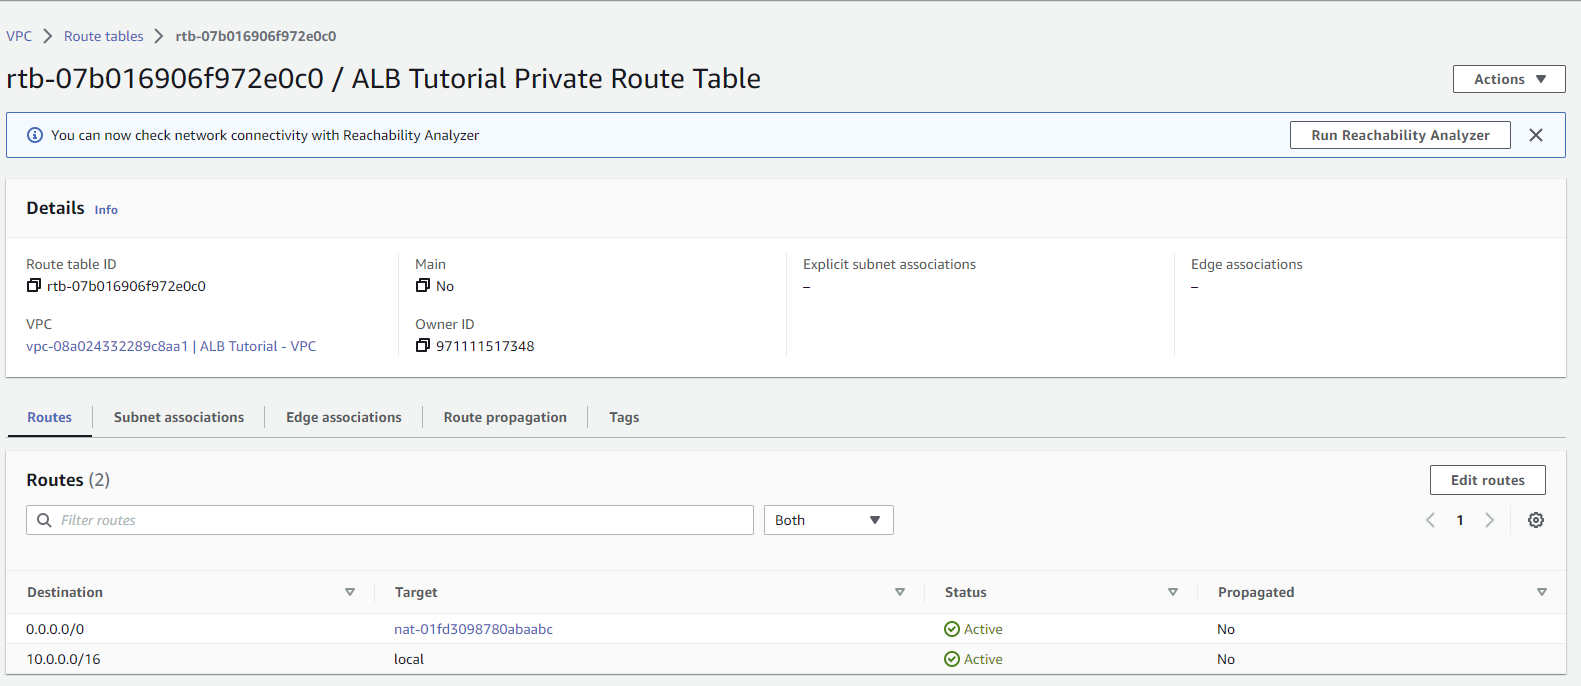 VPC > Route tables > rtb-07b016906f972e0c0
rtb-07b016906f972e0c0 / ALB Tutorial Private Route Table
Actions
You can now check network connectivity with Reachability Analyzer
Run Reachability Analyzer
Details Info
Route table ID
rtb-07b016906f972e0c0
Main
No
Explicit subnet associations
–
Edge associations
–
VPC
vpc-08a024332289c8aa1 | ALB Tutorial - VPC
Owner ID
971111517348
Routes Subnet associations Edge associations Route propagation Tags
Routes (2)
Edit routes
Filter routes
Both
1
Destination Target Status Propagated
0.0.0.0/0 nat-01fd3098780abaabc Active No
10.0.0.0/16 local Active No